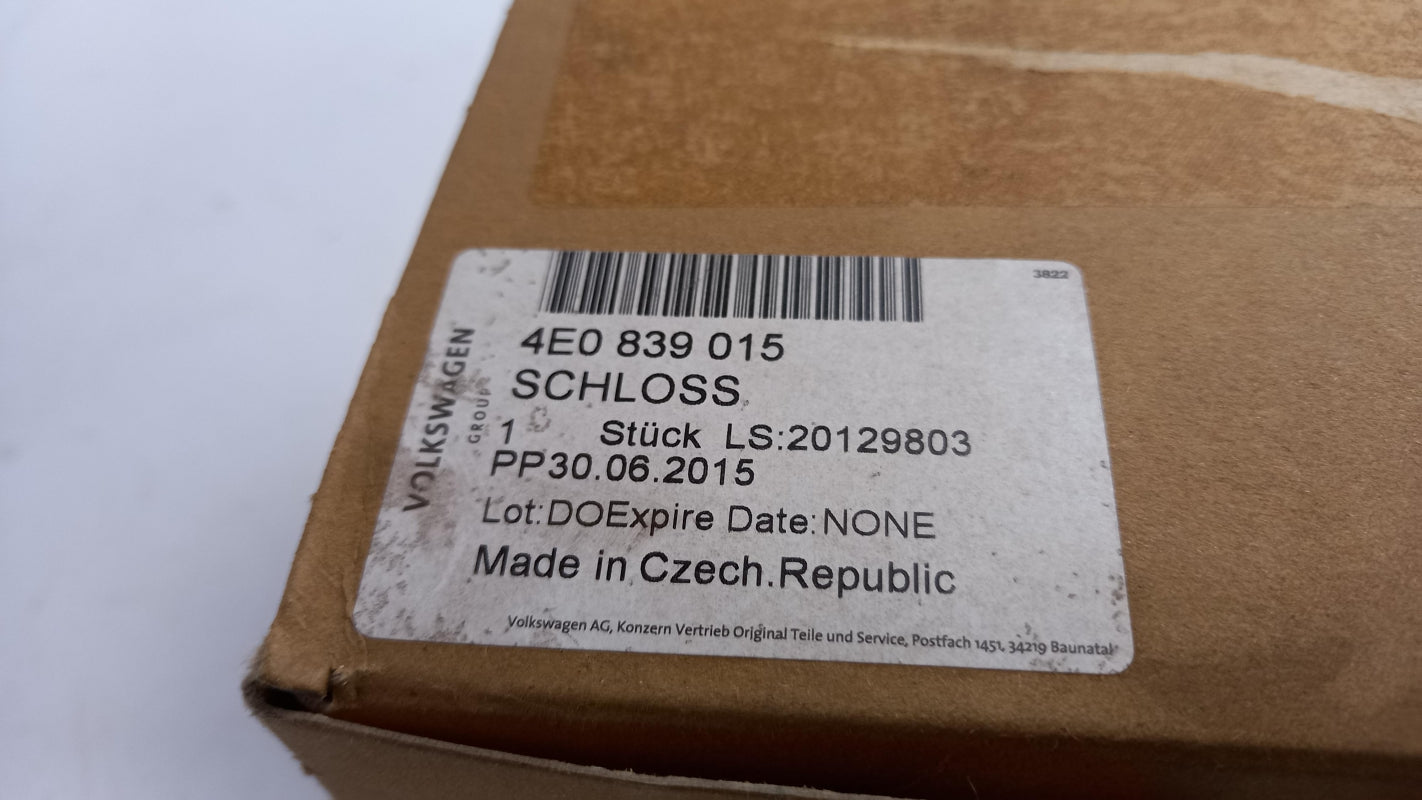 3822
4E0 839 015
SCHLOSS
1 Stück LS:20129803
PP30.06.2015
Lot:DOExpire Date:NONE
Made in Czech.Republic
Volkswagen AG, Konzern Vertrieb Original Teile und Service, Postfach 1451, 34219 Baunatal
VOLKSWAGEN
GROUP